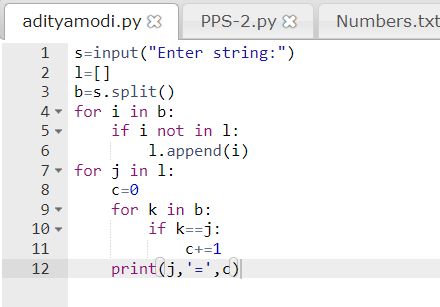 adityamodi.py PPS-2.py Numbers.txt
1 s=input("Enter string:")
2 l=[]
3 b=s.split()
4 for i in b:
5     if i not in l:
6         l.append(i)
7 for j in l:
8     c=0
9     for k in b:
10         if k==j:
11             c+=1
12     print(j,'=',c)